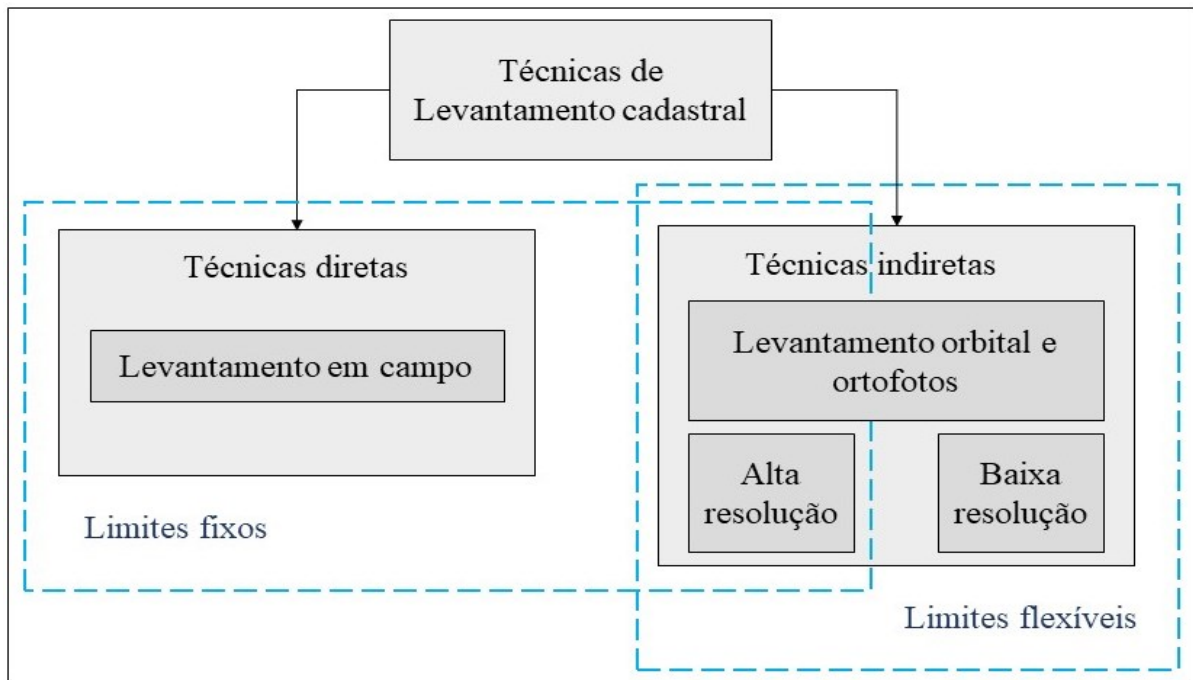 Técnicas de
Levantamento cadastral
Técnicas diretas
Levantamento em campo
Limites fixos
Técnicas indiretas
Levantamento orbital e
ortofotos
Alta
resolução
Baixa
resolução
Limites flexíveis